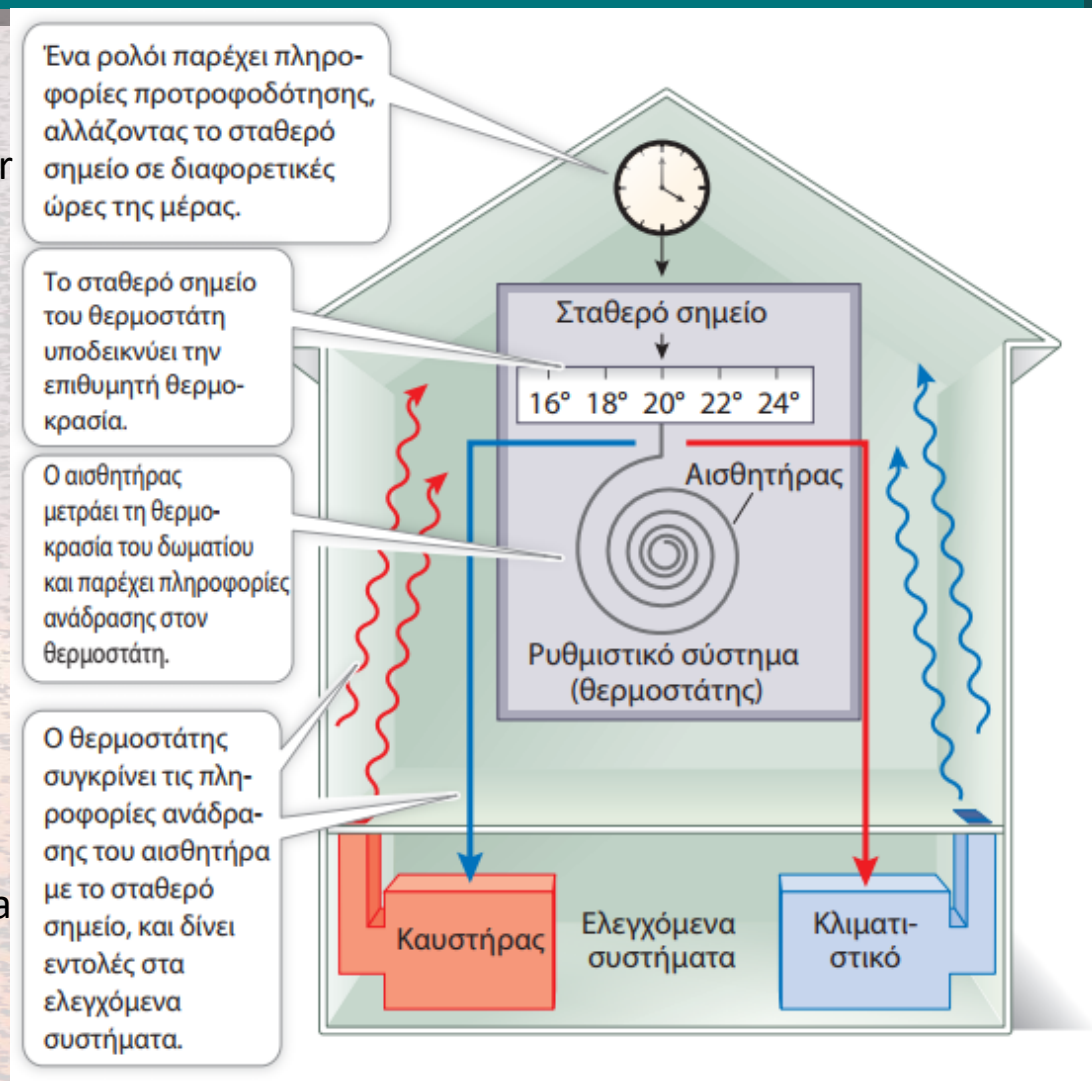 Ένα ρολόι παρέχει πληρο-
φορίες προτροφοδότησης,
αλλάζοντας το σταθερό
σημείο σε διαφορετικές
ώρες της μέρας.
Το σταθερό σημείο
του θερμοστάτη
υποδεικνύει την
επιθυμητή θερμο-
κρασία.
Ο αισθητήρας
μετράει τη θερμο-
κρασία του δωματίου
και παρέχει πληροφορίες
ανάδρασης στον
θερμοστάτη.
Ο θερμοστάτης
συγκρίνει τις πλη-
ροφορίες ανάδρα-
σης του αισθητήρα
με το σταθερό
σημείο, και δίνει
εντολές στα
ελεγχόμενα
συστήματα.
Σταθερό σημείο
16° 18° 20° 22° 24°
Αισθητήρας
Ρυθμιστικό σύστημα
(θερμοστάτης)
Καυστήρας
Ελεγχόμενα
συστήματα
Κλιματι-
στικό